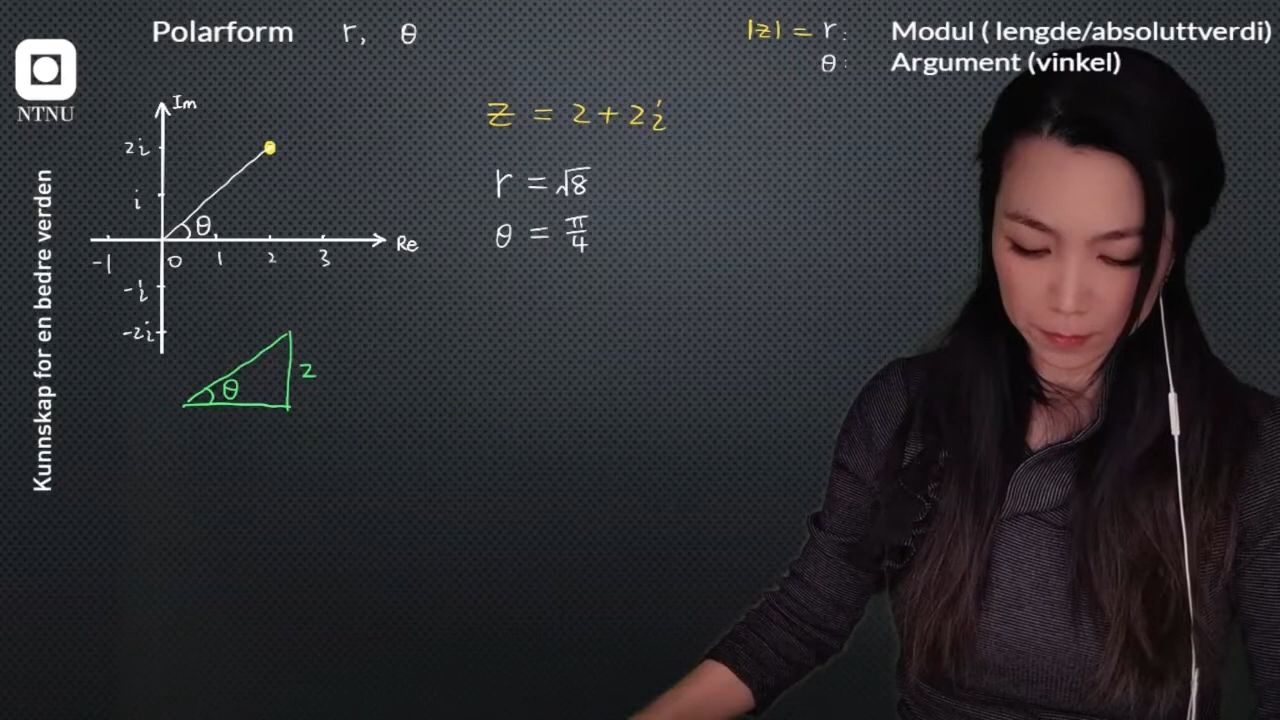 Polarform r, θ
|z| = r: Modul ( lengde/absoluttverdi)
θ: Argument (vinkel)
NTNU
Kunnskap for en bedre verden
Im
2i
i
θ
Re
-1 0 1 2 3
-i
-2i
z = 2 + 2i
r = √8
θ = π/4
θ 2